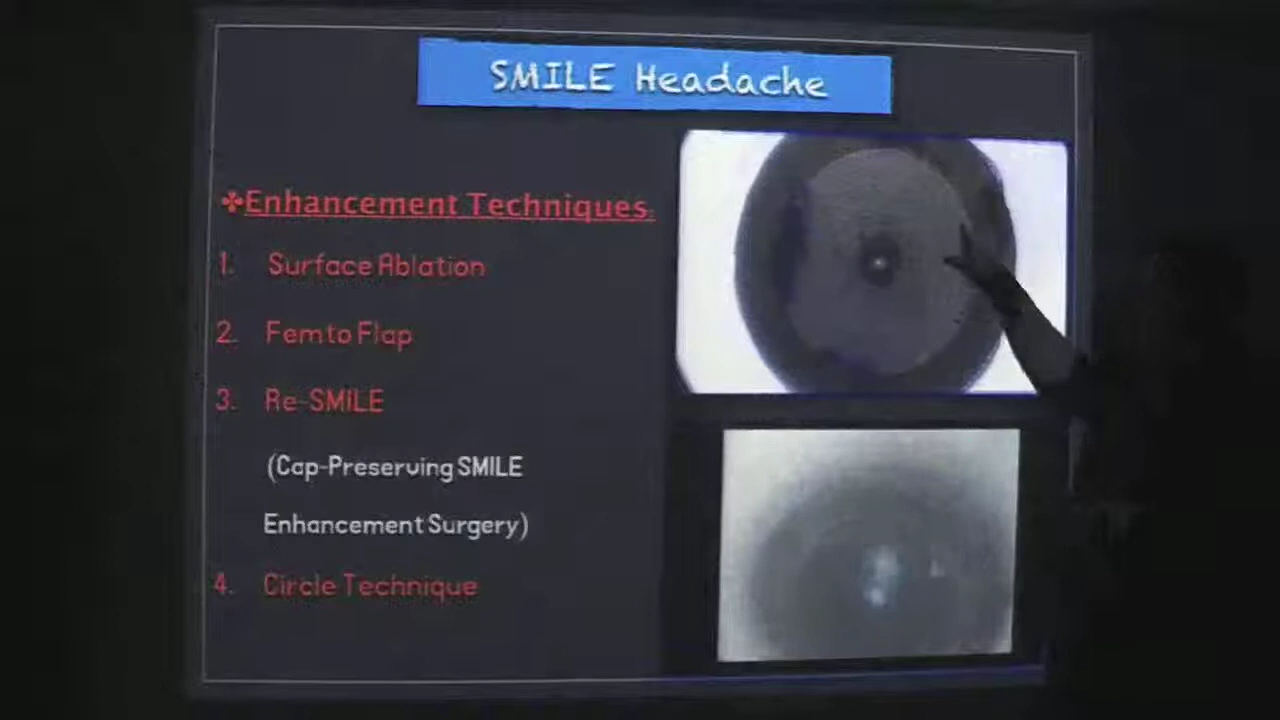 SMILE Headache
✤Enhancement Techniques:
1. Surface Ablation
2. Femto Flap
3. Re-SMILE
(Cap-Preserving SMILE
Enhancement Surgery)
4. Circle Technique